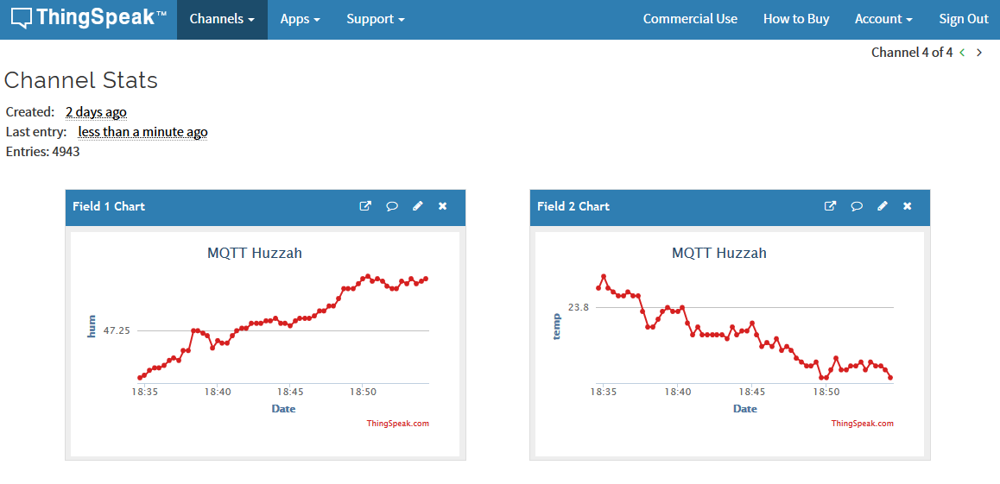 ThingSpeak™ Channels Apps Support Commercial Use How to Buy Account Sign Out
Channel 4 of 4 < >
Channel Stats
Created: 2 days ago
Last entry: less than a minute ago
Entries: 4943
Field 1 Chart
MQTT Huzzah
hum
47.25
18:35 18:40 18:45 18:50
Date
ThingSpeak.com
Field 2 Chart
MQTT Huzzah
temp
23.8
18:35 18:40 18:45 18:50
Date
ThingSpeak.com